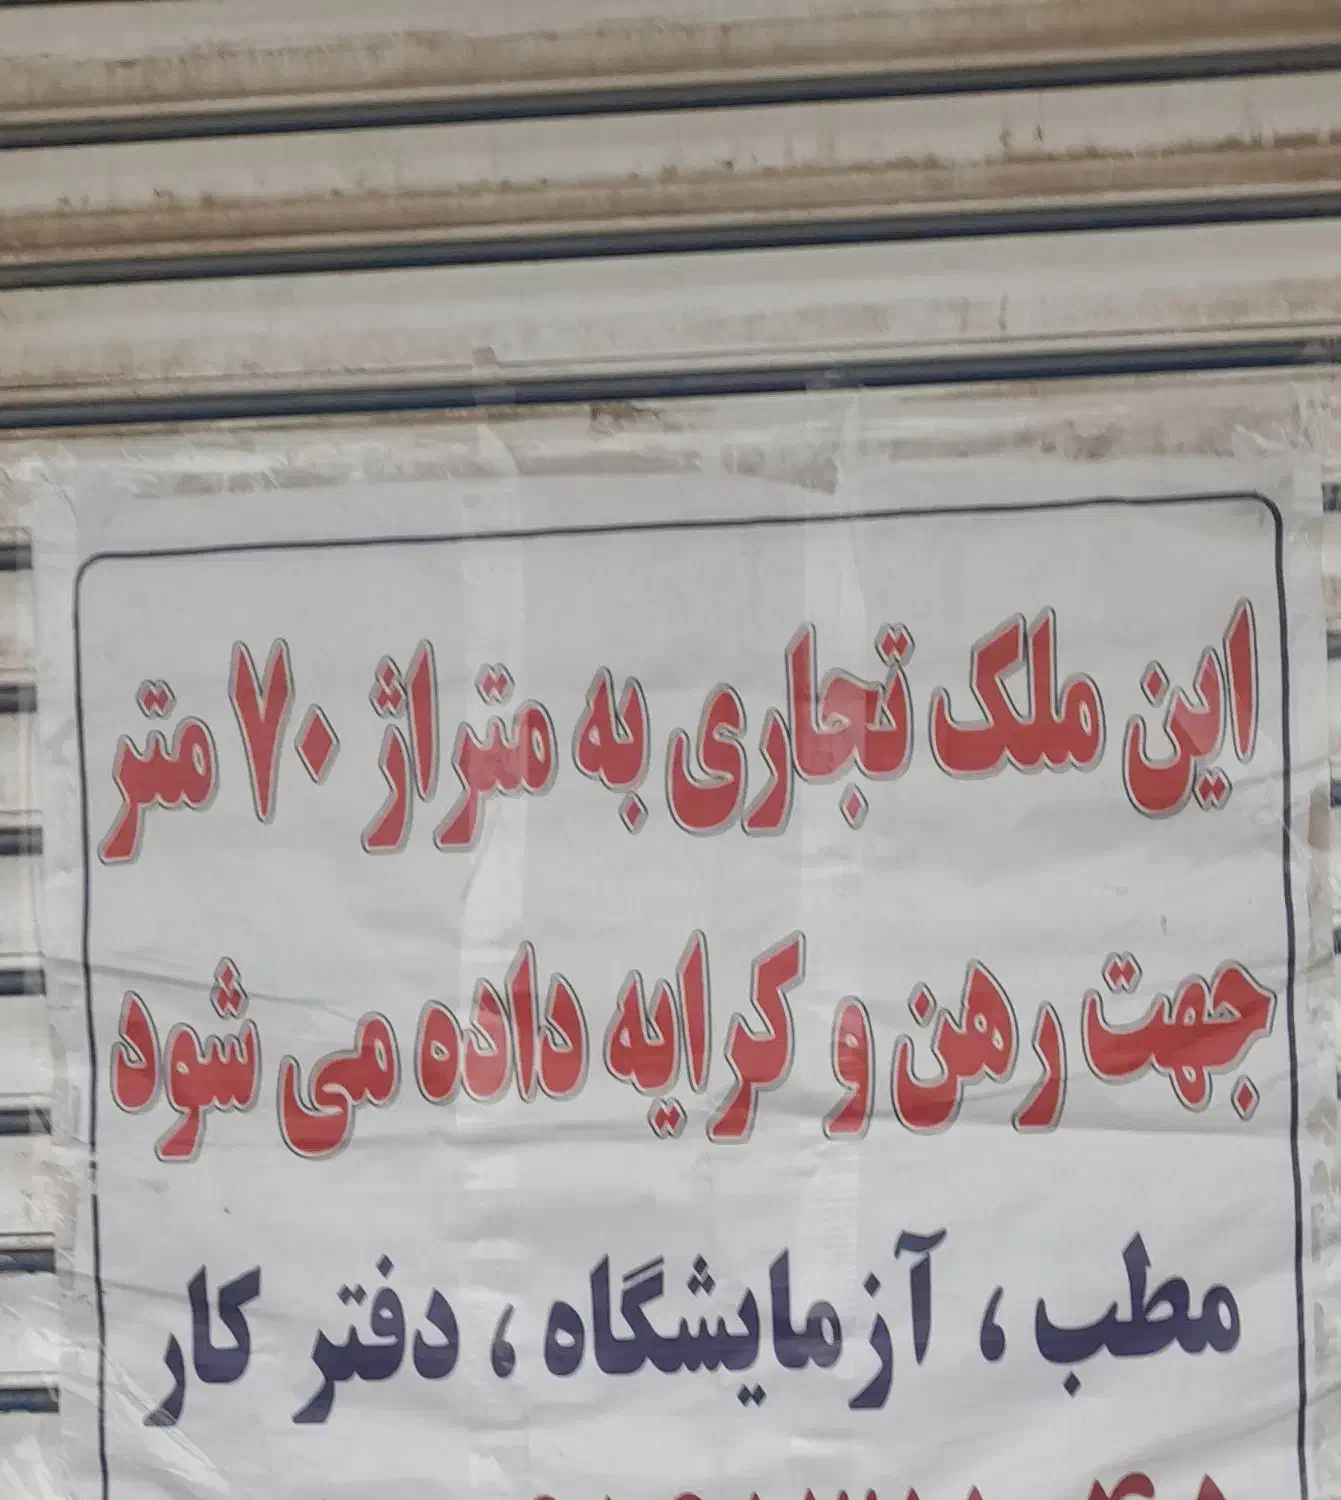 این ملک تجاری به متراژ ۷۰ متر
جهت رهن و کرایه داده می شود
مطب ، آزمایشگاه ، دفتر کار